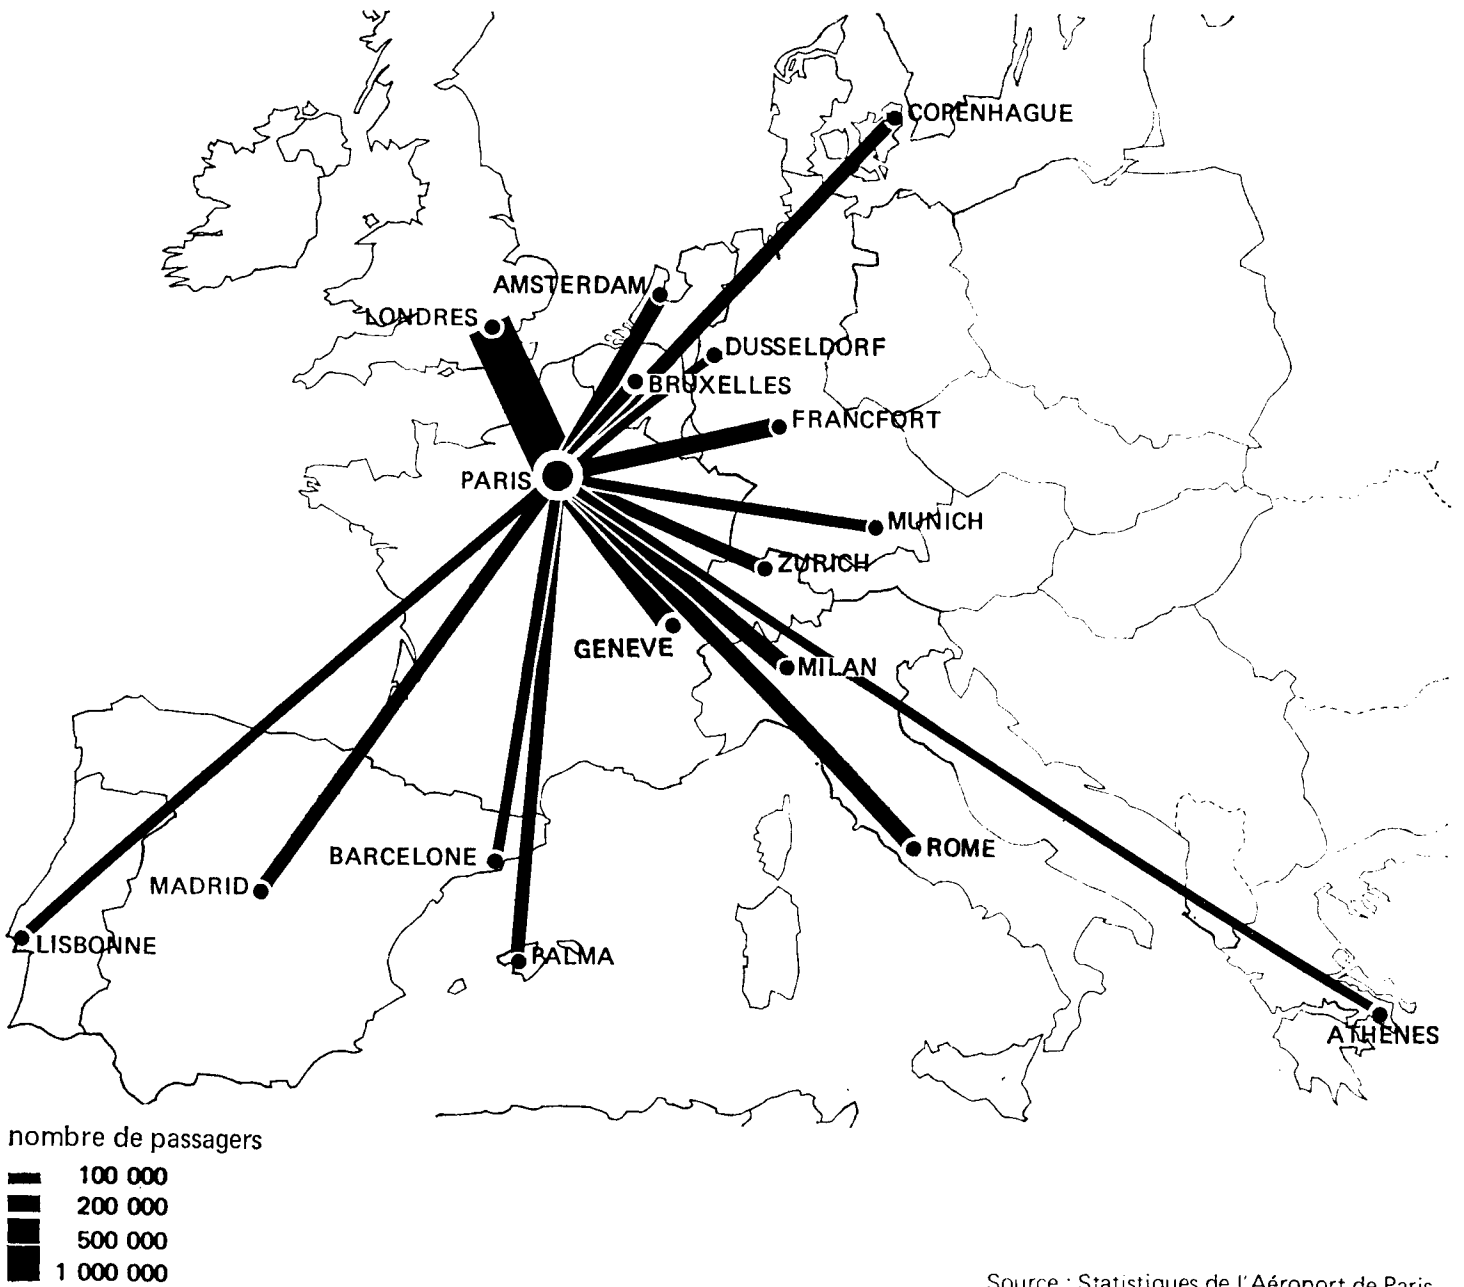 COPENHAGUE
AMSTERDAM
LONDRES
DUSSELDORF
BRUXELLES
FRANCFORT
PARIS
MUNICH
ZURICH
GENEVE
MILAN
ROME
BARCELONE
MADRID
LISBONNE
PALMA
ATHENES
nombre de passagers
100 000
200 000
500 000
1 000 000
Source : Statistiques de l'Aéroport de Paris